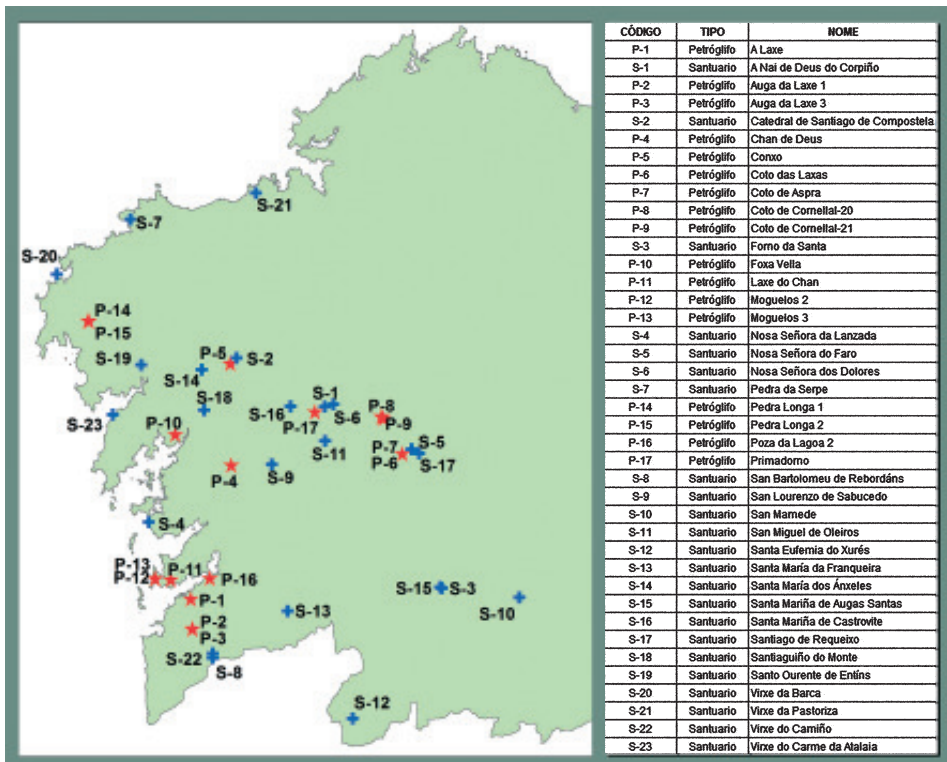 S-21
S-7
S-20
P-14
P-15
P-5
S-2
S-19
S-14
S-1
S-18
S-16
P-17
S-6
P-8
P-9
S-23
P-10
S-11
P-7
S-5
P-6
S-17
P-4
S-9
S-4
P-13
P-12
P-11
P-16
S-15
S-3
S-10
P-1
S-13
P-2
P-3
S-22
S-8
S-12
CÓDIGO TIPO NOME
P-1 Petróglifo A Laxe
S-1 Santuario A Nai de Deus do Corpiño
P-2 Petróglifo Auga da Laxe 1
P-3 Petróglifo Auga da Laxe 3
S-2 Santuario Catedral de Santiago de Compostela
P-4 Petróglifo Chan de Deus
P-5 Petróglifo Conxo
P-6 Petróglifo Coto das Laxas
P-7 Petróglifo Coto de Aspra
P-8 Petróglifo Coto de Cornellal-20
P-9 Petróglifo Coto de Cornellal-21
S-3 Santuario Forno da Santa
P-10 Petróglifo Foxa Vella
P-11 Petróglifo Laxe do Chan
P-12 Petróglifo Moguelos 2
P-13 Petróglifo Moguelos 3
S-4 Santuario Nosa Señora da Lanzada
S-5 Santuario Nosa Señora do Faro
S-6 Santuario Nosa Señora dos Dolores
S-7 Santuario Pedra da Serpe
P-14 Petróglifo Pedra Longa 1
P-15 Petróglifo Pedra Longa 2
P-16 Petróglifo Poza da Lagoa 2
P-17 Petróglifo Primadorno
S-8 Santuario San Bartolomeu de Rebordáns
S-9 Santuario San Lourenzo de Sabucedo
S-10 Santuario San Mamede
S-11 Santuario San Miguel de Oleiros
S-12 Santuario Santa Eufemia do Xurés
S-13 Santuario Santa María da Franqueira
S-14 Santuario Santa María dos Ánxeles
S-15 Santuario Santa Mariña de Augas Santas
S-16 Santuario Santa Mariña de Castrovite
S-17 Santuario Santiago de Requeixo
S-18 Santuario Santiaguiño do Monte
S-19 Santuario Santo Ourente de Entíns
S-20 Santuario Virxe da Barca
S-21 Santuario Virxe da Pastoriza
S-22 Santuario Virxe do Camiño
S-23 Santuario Virxe do Carme da Atalaia